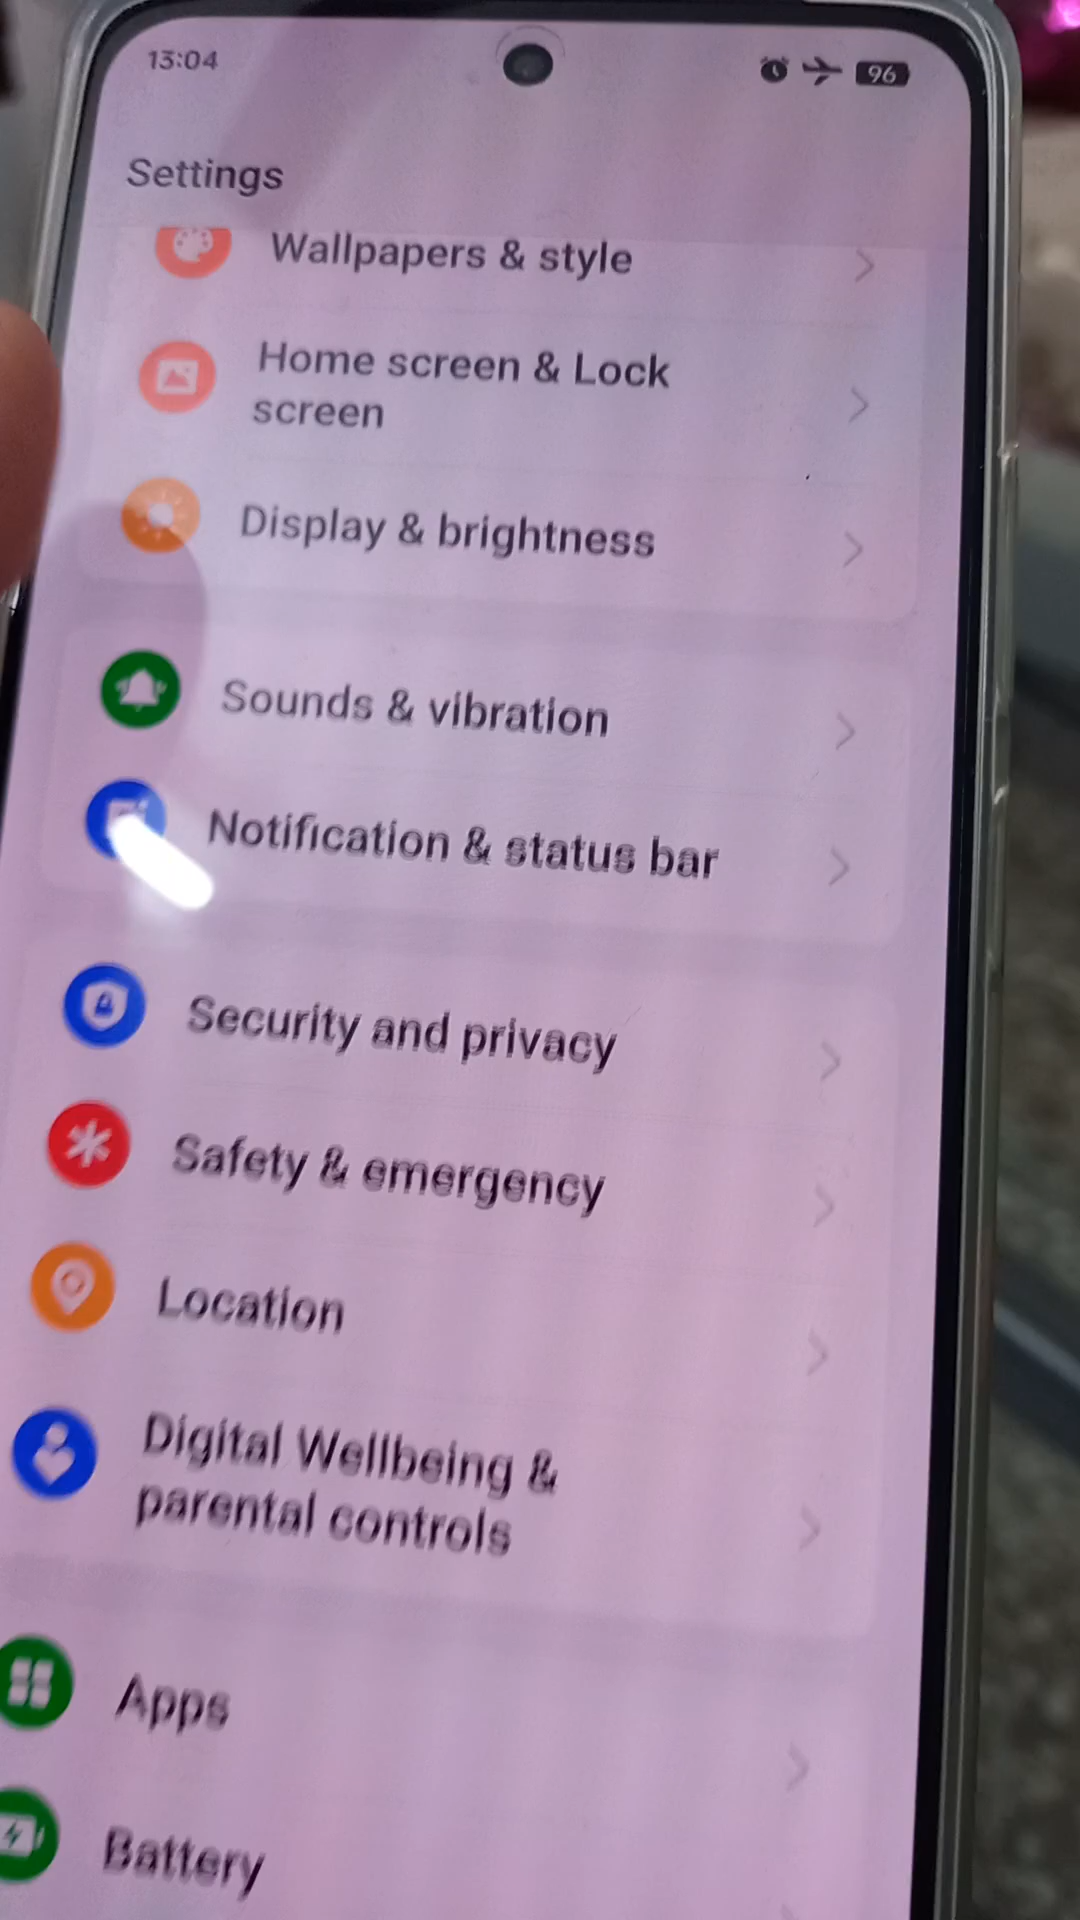 13:04
96
Settings
Wallpapers & style
Home screen & Lock
screen
Display & brightness
Sounds & vibration
Notification & status bar
Security and privacy
Safety & emergency
Location
Digital Wellbeing &
parental controls
Apps
Battery